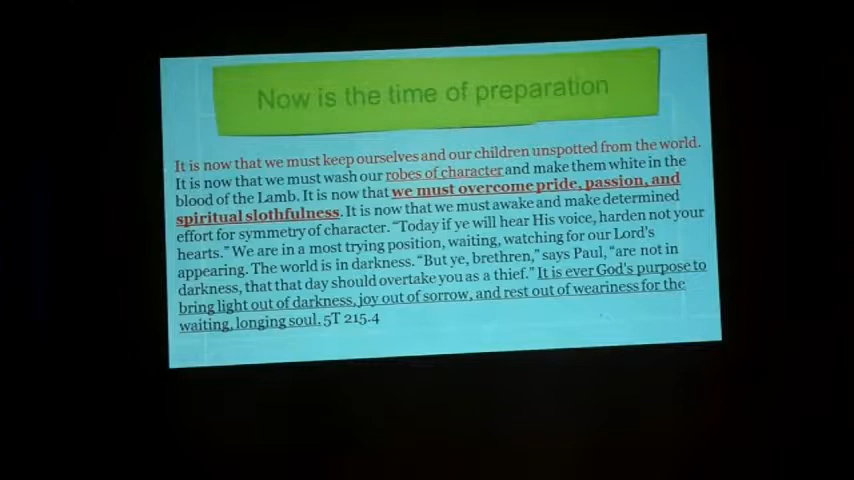 Now is the time of preparation
It is now that we must keep ourselves and our children unspotted from the world.
It is now that we must wash our robes of character and make them white in the
blood of the Lamb. It is now that we must overcome pride, passion, and
spiritual slothfulness. It is now that we must awake and make determined
effort for symmetry of character. “Today if ye will hear His voice, harden not your
hearts.” We are in a most trying position, waiting, watching for our Lord’s
appearing. The world is in darkness. “But ye, brethren,” says Paul, “are not in
darkness, that that day should overtake you as a thief.” It is ever God’s purpose to
bring light out of darkness, joy out of sorrow, and rest out of weariness for the
waiting, longing soul. 5T 215.4